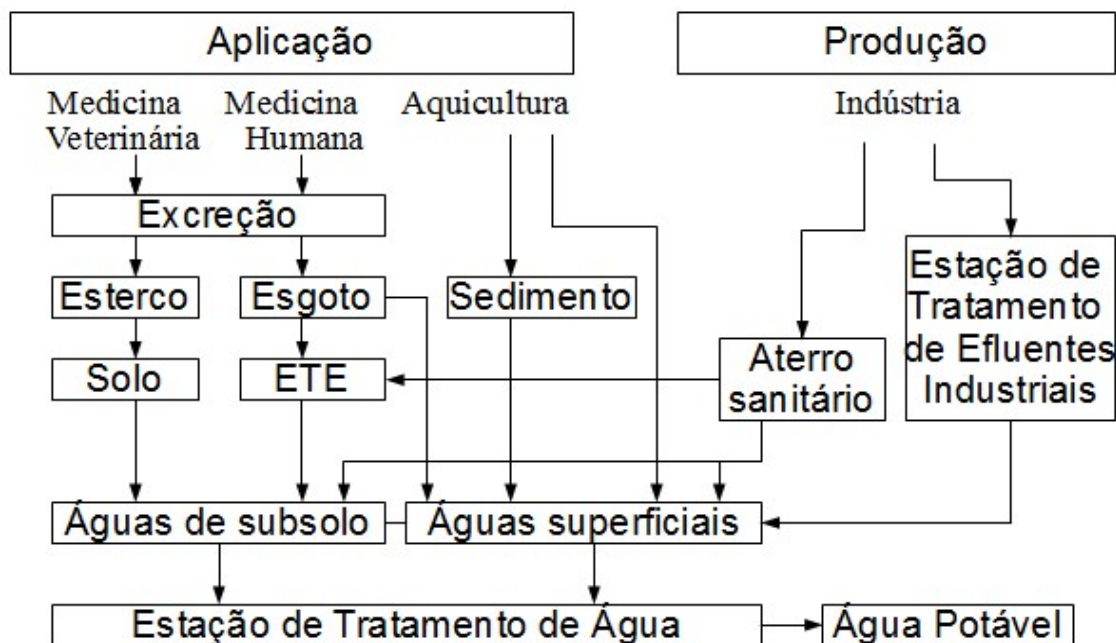 Aplicação
Produção
Medicina
Veterinária
Medicina
Humana
Aquicultura
Indústria
Excreção
Esterco
Esgoto
Sedimento
Estação de
Tratamento
de Efluentes
Industriais
Solo
ETE
Aterro
sanitário
Águas de subsolo
Águas superficiais
Estação de Tratamento de Água
Água Potável